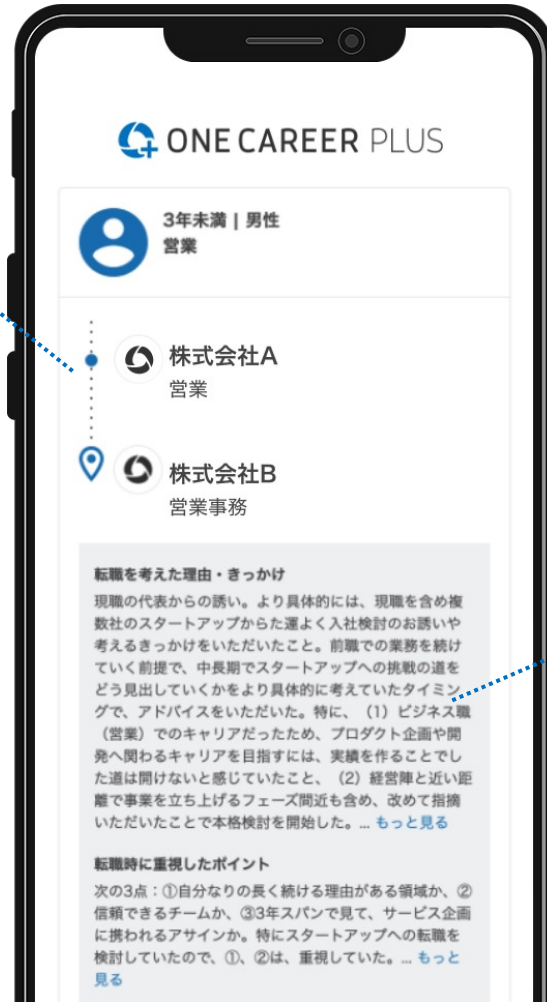 ONE CAREER PLUS
3年未満 | 男性
営業
株式会社A
営業
株式会社B
営業事務
転職を考えた理由・きっかけ
現職の代表からの誘い。より具体的には、現職を含め複
数社のスタートアップからた運よく入社検討のお誘いや
考えるきっかけをいただいたこと。前職での業務を続け
ていく前提で、中長期でスタートアップへの挑戦の道を
どう見出していくかをより具体的に考えていたタイミン
グで、アドバイスをいただいた。特に、（1）ビジネス職
（営業）でのキャリアだったため、プロダクト企画や開
発へ関わるキャリアを目指すには、実績を作ることでし
た道は開けないと感じていたこと、（2）経営陣と近い距
離で事業を立ち上げるフェーズ間近も含め、改めて指摘
いただいたことで本格検討を開始した。... もっと見る
転職時に重視したポイント
次の3点：①自分なりの長く続ける理由がある領域か、②
信頼できるチームか、③3年スパンで見て、サービス企画
に携われるアサインか。特にスタートアップへの転職を
検討していたので、①、②は、重視していた。... もっと
見る